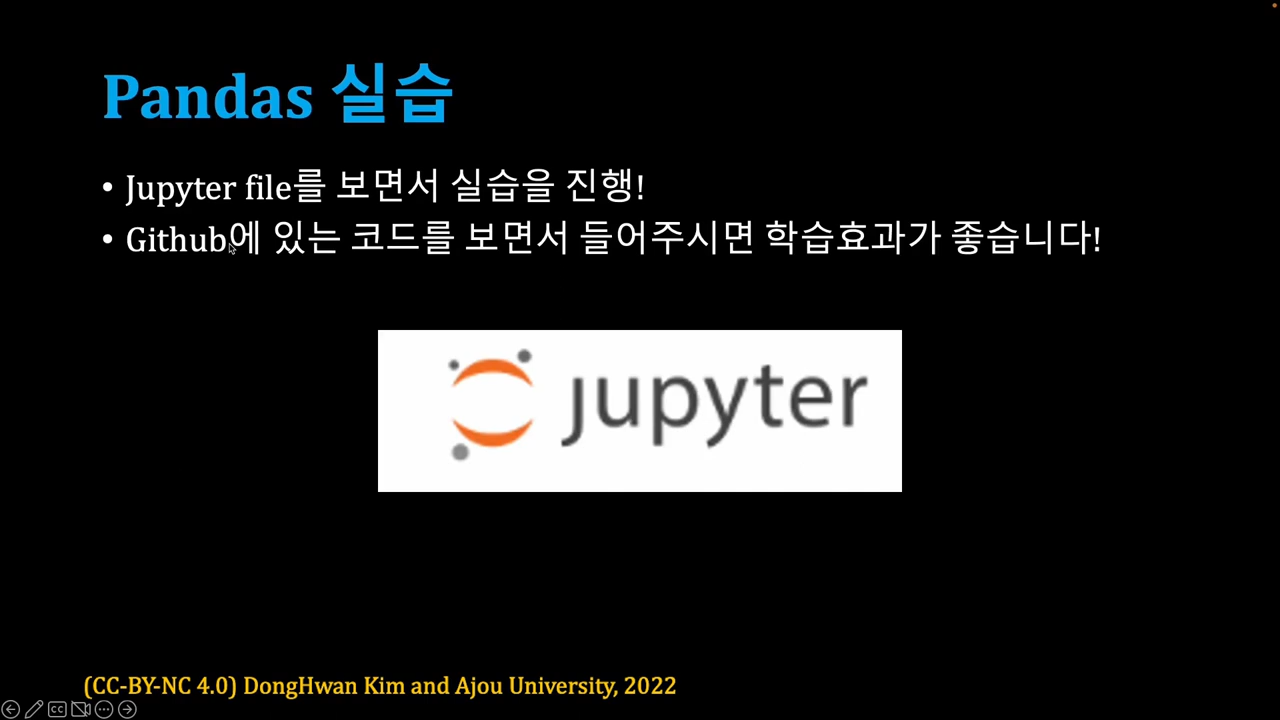 Pandas 실습
• Jupyter file를 보면서 실습을 진행!
• Github에 있는 코드를 보면서 들어주시면 학습효과가 좋습니다!
jupyter
(CC-BY-NC 4.0) DongHwan Kim and Ajou University, 2022
CC